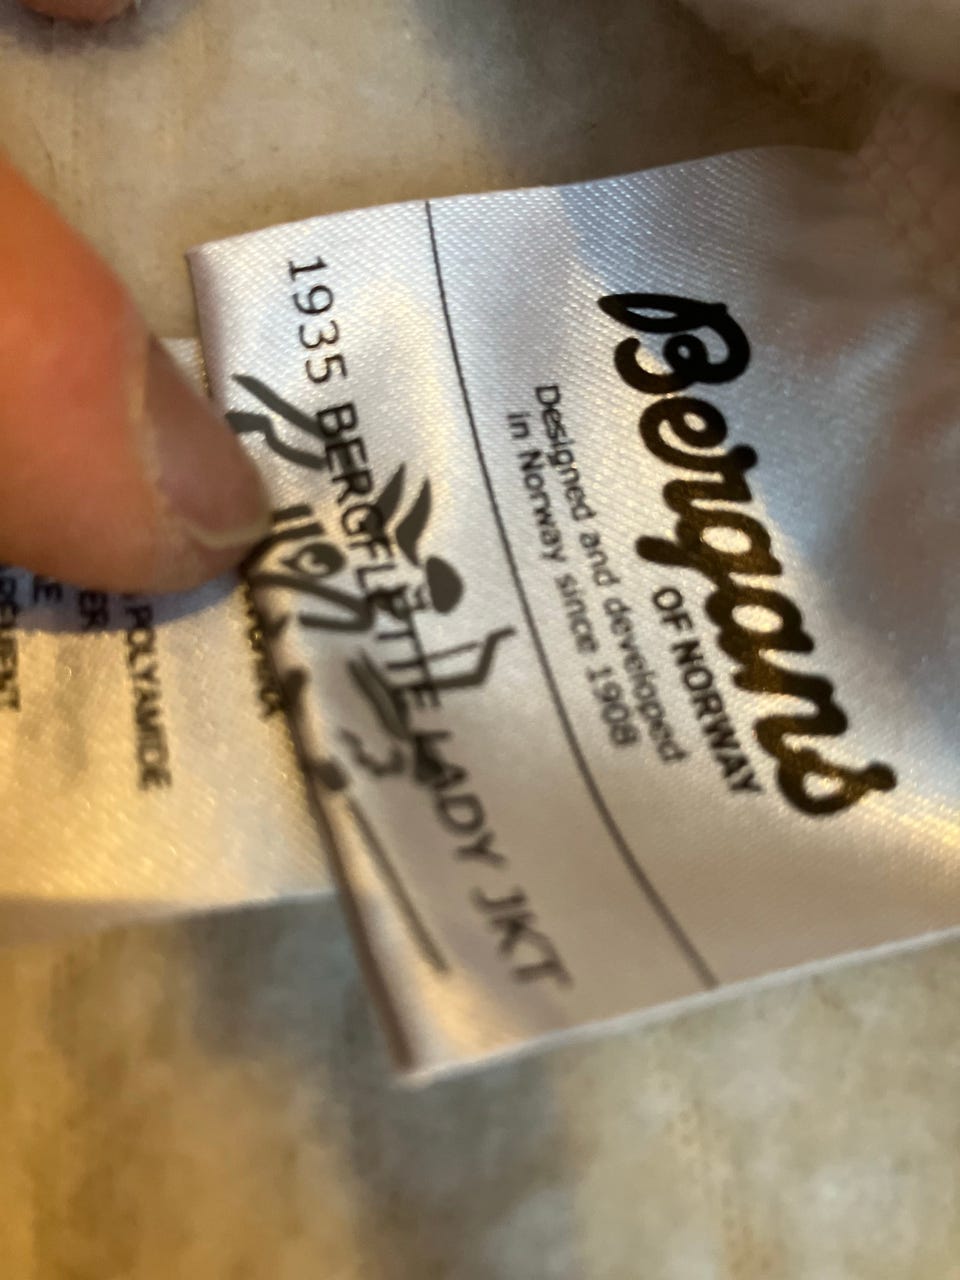 Bergans
OF NORWAY
Designed and developed
in Norway since 1908
1935 BERGFLETTE LADY JKT
POLYAMIDE